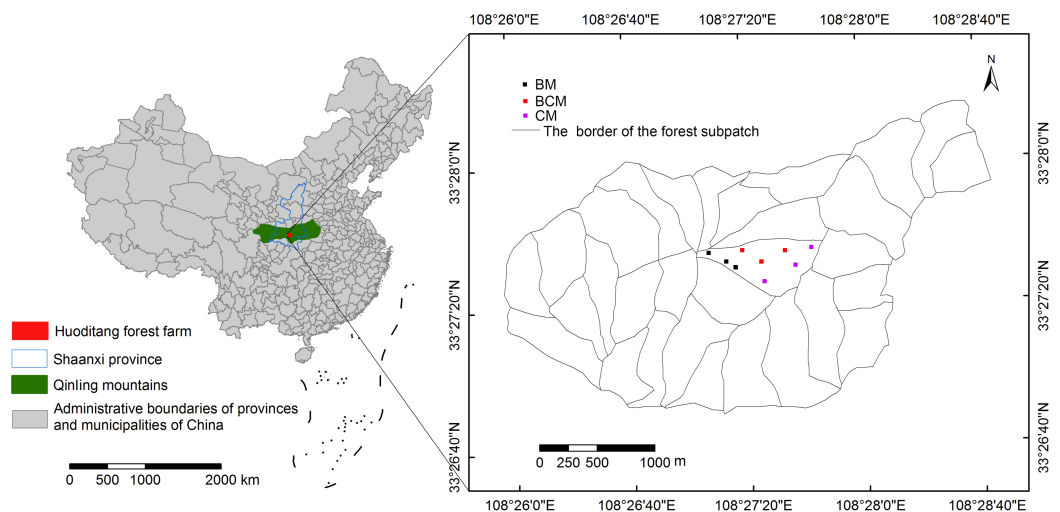 108°26'0"E 108°26'40"E 108°27'20"E 108°28'0"E 108°28'40"E
N
BM
BCM
CM
The border of the forest subpatch
33°28'0"N
33°27'20"N
33°26'40"N
33°28'0"N
33°27'20"N
33°26'40"N
Huoditang forest farm
Shaanxi province
Qinling mountains
Administrative boundaries of provinces
and municipalities of China
0 500 1000 2000 km
0 250 500 1000 m
108°26'0"E 108°26'40"E 108°27'20"E 108°28'0"E 108°28'40"E